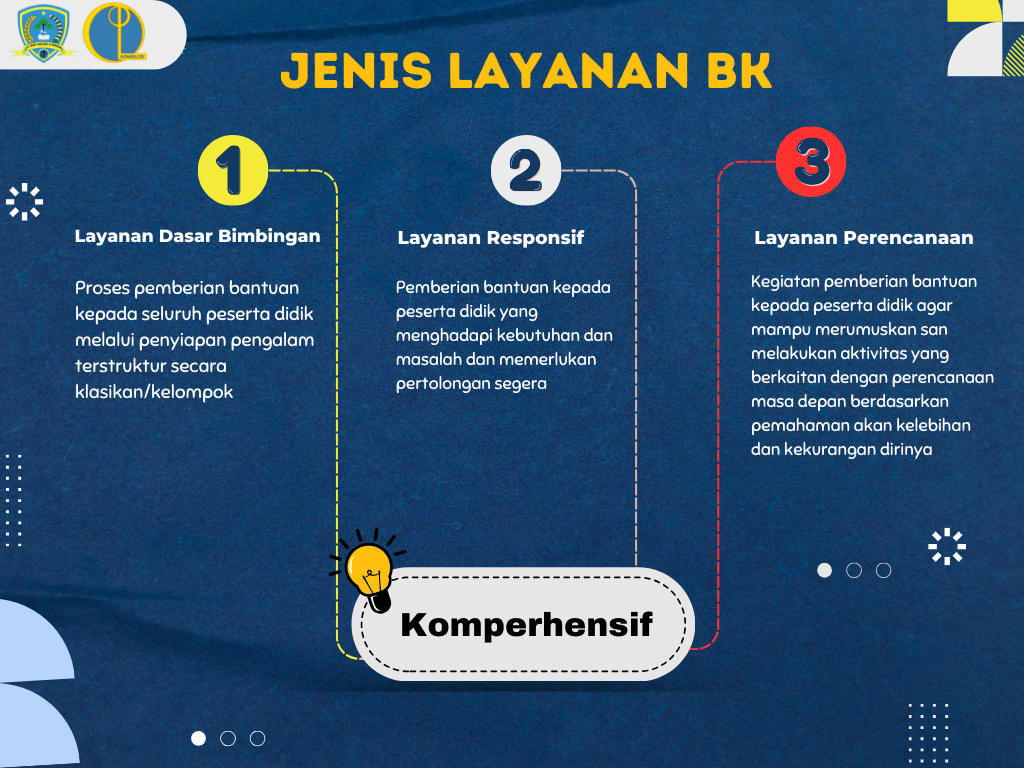 JENIS LAYANAN BK
1
Layanan Dasar Bimbingan
Proses pemberian bantuan
kepada seluruh peserta didik
melalui penyiapan pengalam
terstruktur secara
klasikan/kelompok
2
Layanan Responsif
Pemberian bantuan kepada
peserta didik yang
menghadapi kebutuhan dan
masalah dan memerlukan
pertolongan segera
3
Layanan Perencanaan
Kegiatan pemberian bantuan
kepada peserta didik agar
mampu merumuskan san
melakukan aktivitas yang
berkaitan dengan perencanaan
masa depan berdasarkan
pemahaman akan kelebihan
dan kekurangan dirinya
Komperhensif